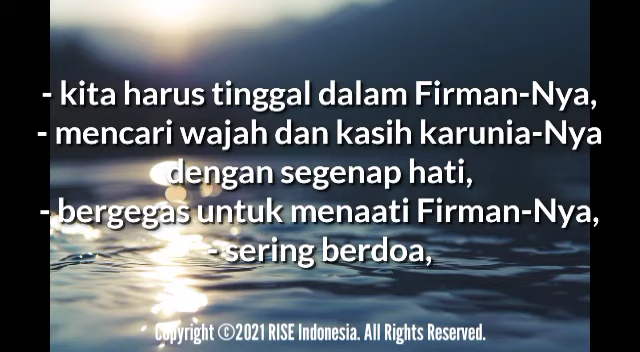 - kita harus tinggal dalam Firman-Nya,
- mencari wajah dan kasih karunia-Nya
dengan segenap hati,
- bergegas untuk menaati Firman-Nya,
- sering berdoa,
Copyright ©2021 RISE Indonesia. All Rights Reserved.